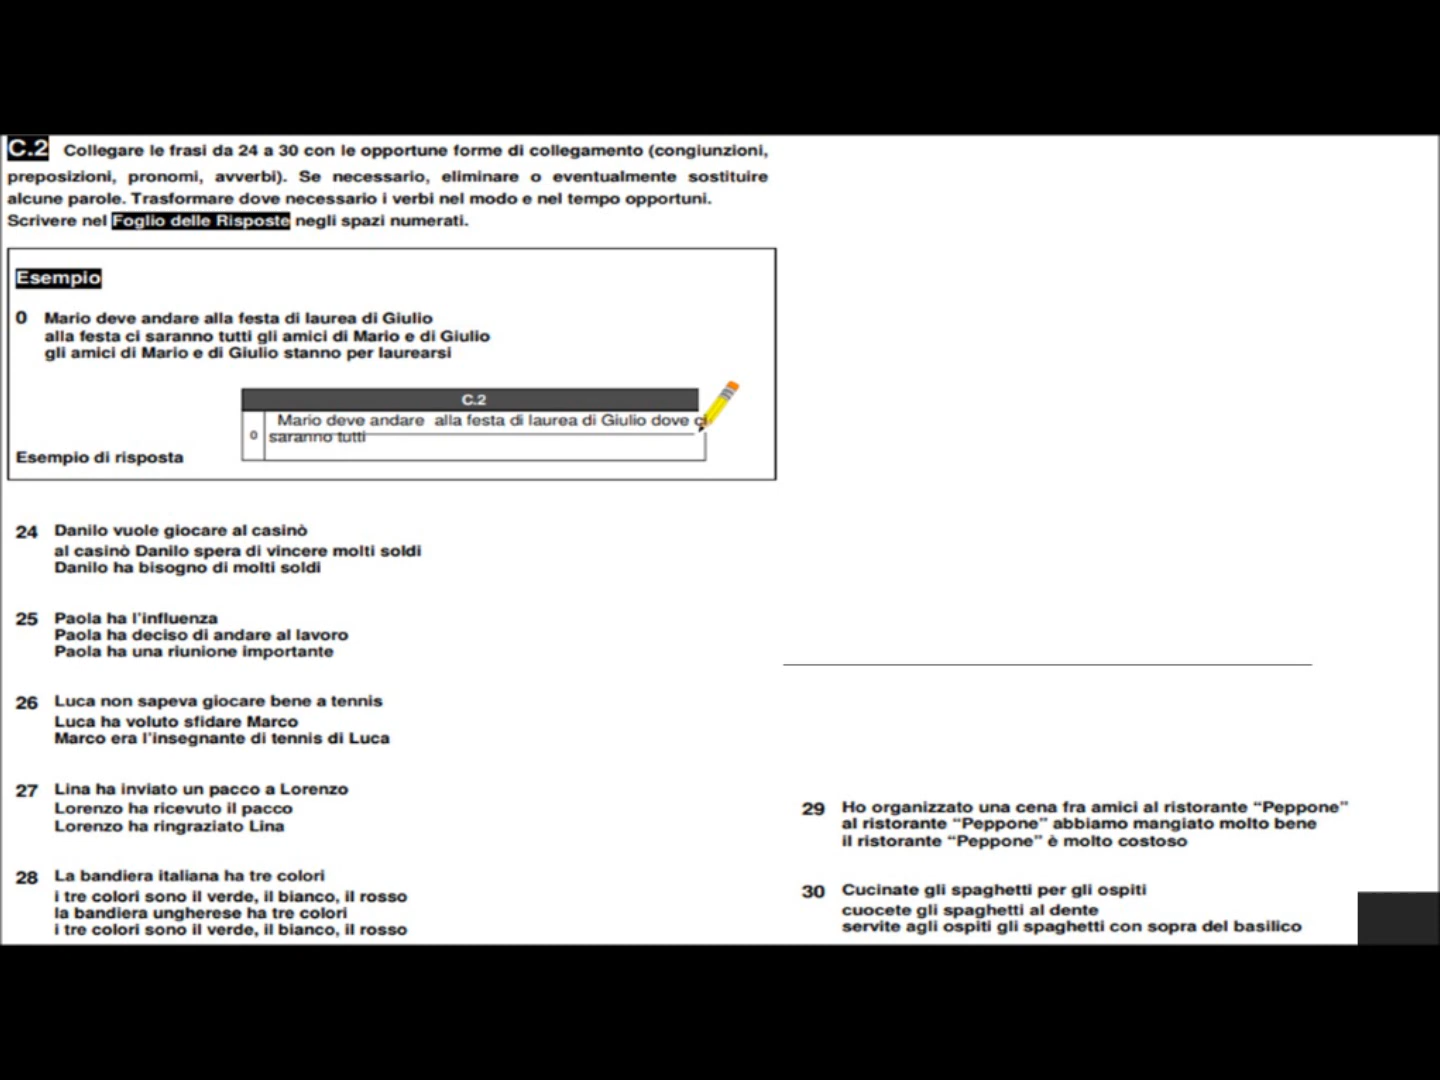 C.2 Collegare le frasi da 24 a 30 con le opportune forme di collegamento (congiunzioni,
preposizioni, pronomi, avverbi). Se necessario, eliminare o eventualmente sostituire
alcune parole. Trasformare dove necessario i verbi nel modo e nel tempo opportuni.
Scrivere nel Foglio delle Risposte negli spazi numerati.
Esempio
0 Mario deve andare alla festa di laurea di Giulio
alla festa ci saranno tutti gli amici di Mario e di Giulio
gli amici di Mario e di Giulio stanno per laurearsi
C.2
Mario deve andare alla festa di laurea di Giulio dove ci
0 saranno tutti
Esempio di risposta
24 Danilo vuole giocare al casinò
al casinò Danilo spera di vincere molti soldi
Danilo ha bisogno di molti soldi
25 Paola ha l'influenza
Paola ha deciso di andare al lavoro
Paola ha una riunione importante
26 Luca non sapeva giocare bene a tennis
Luca ha voluto sfidare Marco
Marco era l'insegnante di tennis di Luca
27 Lina ha inviato un pacco a Lorenzo
Lorenzo ha ricevuto il pacco
Lorenzo ha ringraziato Lina
28 La bandiera italiana ha tre colori
i tre colori sono il verde, il bianco, il rosso
la bandiera ungherese ha tre colori
i tre colori sono il verde, il bianco, il rosso
29 Ho organizzato una cena fra amici al ristorante “Peppone”
al ristorante “Peppone” abbiamo mangiato molto bene
il ristorante “Peppone” è molto costoso
30 Cucinate gli spaghetti per gli ospiti
cuocete gli spaghetti al dente
servite agli ospiti gli spaghetti con sopra del basilico